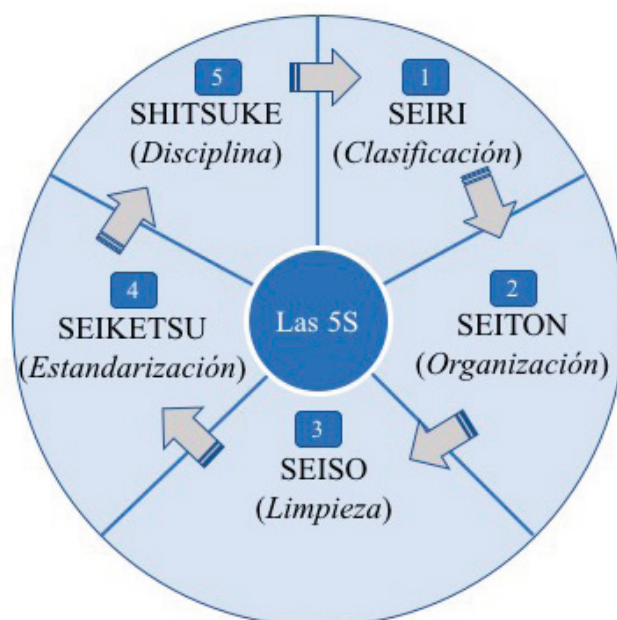 5
SHITSUKE
(Disciplina)
1
SEIRI
(Clasificación)
4
SEIKETSU
(Estandarización)
Las 5S
2
SEITON
(Organización)
3
SEISO
(Limpieza)